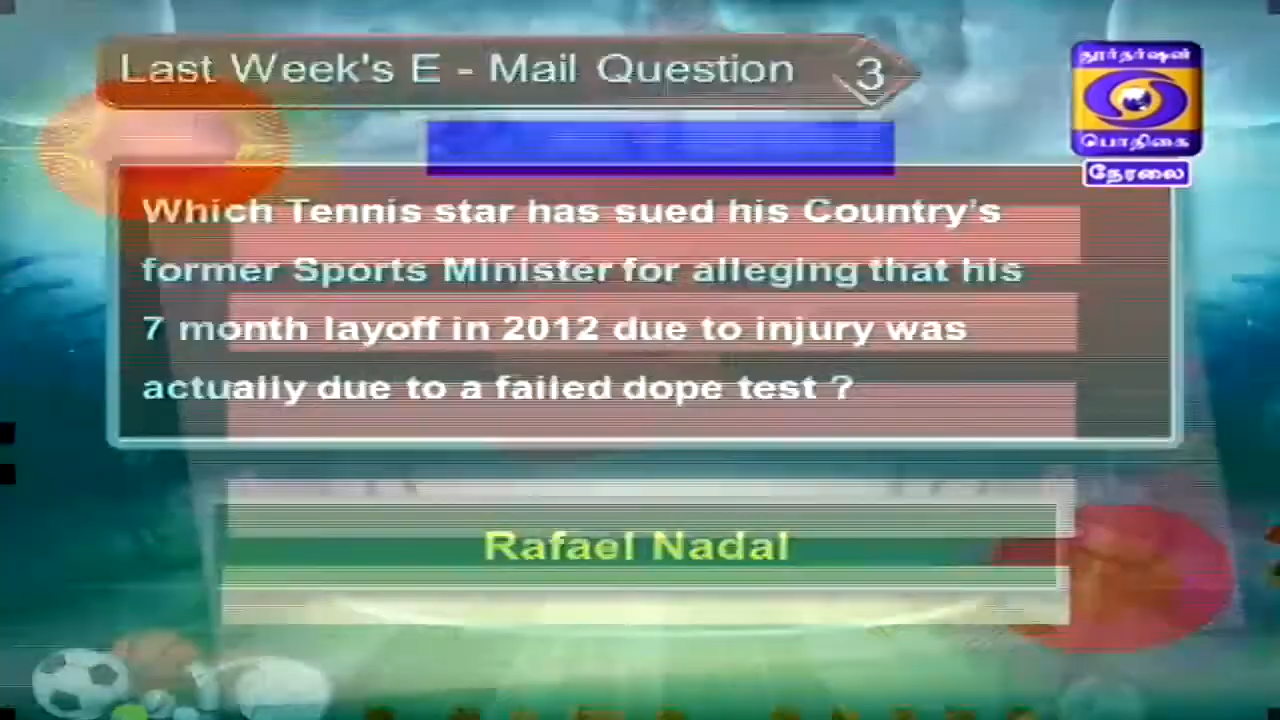 Last Week's E - Mail Question 3
தூர்தர்ஷன்
பொதிகை
நேரலை
Which Tennis star has sued his Country's
former Sports Minister for alleging that his
7 month layoff in 2012 due to injury was
actually due to a failed dope test ?
Rafael Nadal